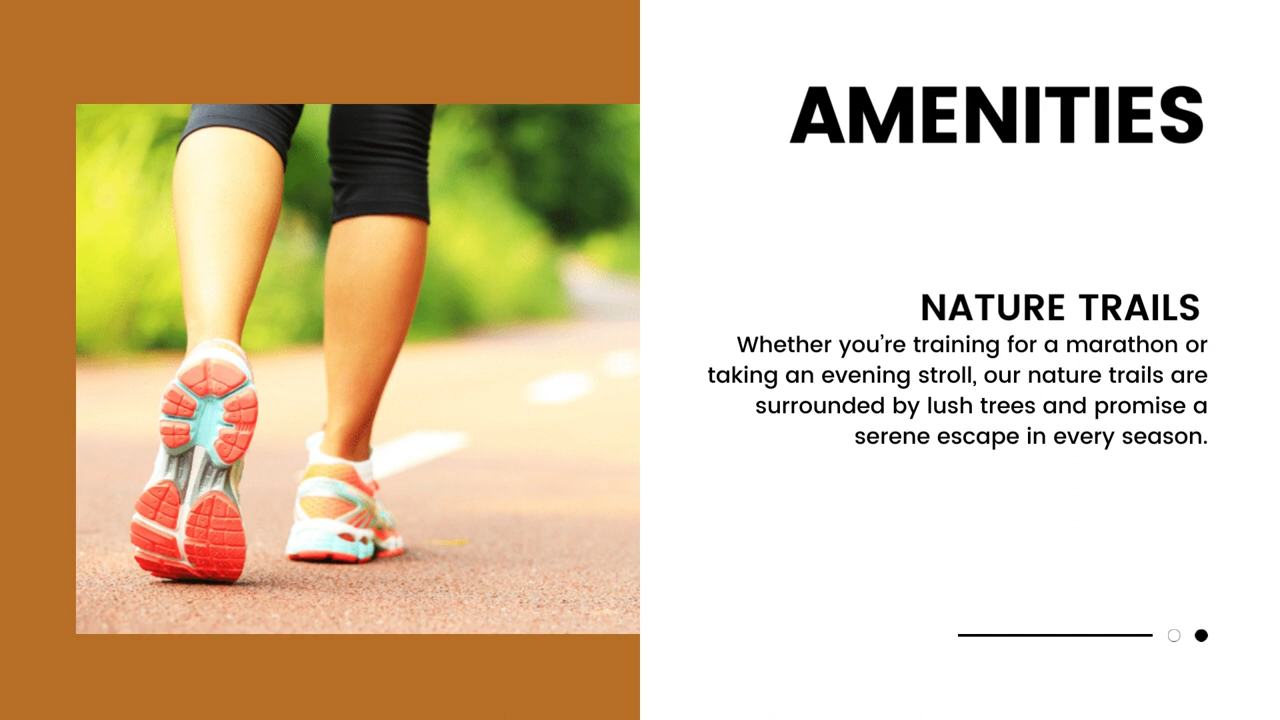 AMENITIES
NATURE TRAILS
Whether you’re training for a marathon or
taking an evening stroll, our nature trails are
surrounded by lush trees and promise a
serene escape in every season.